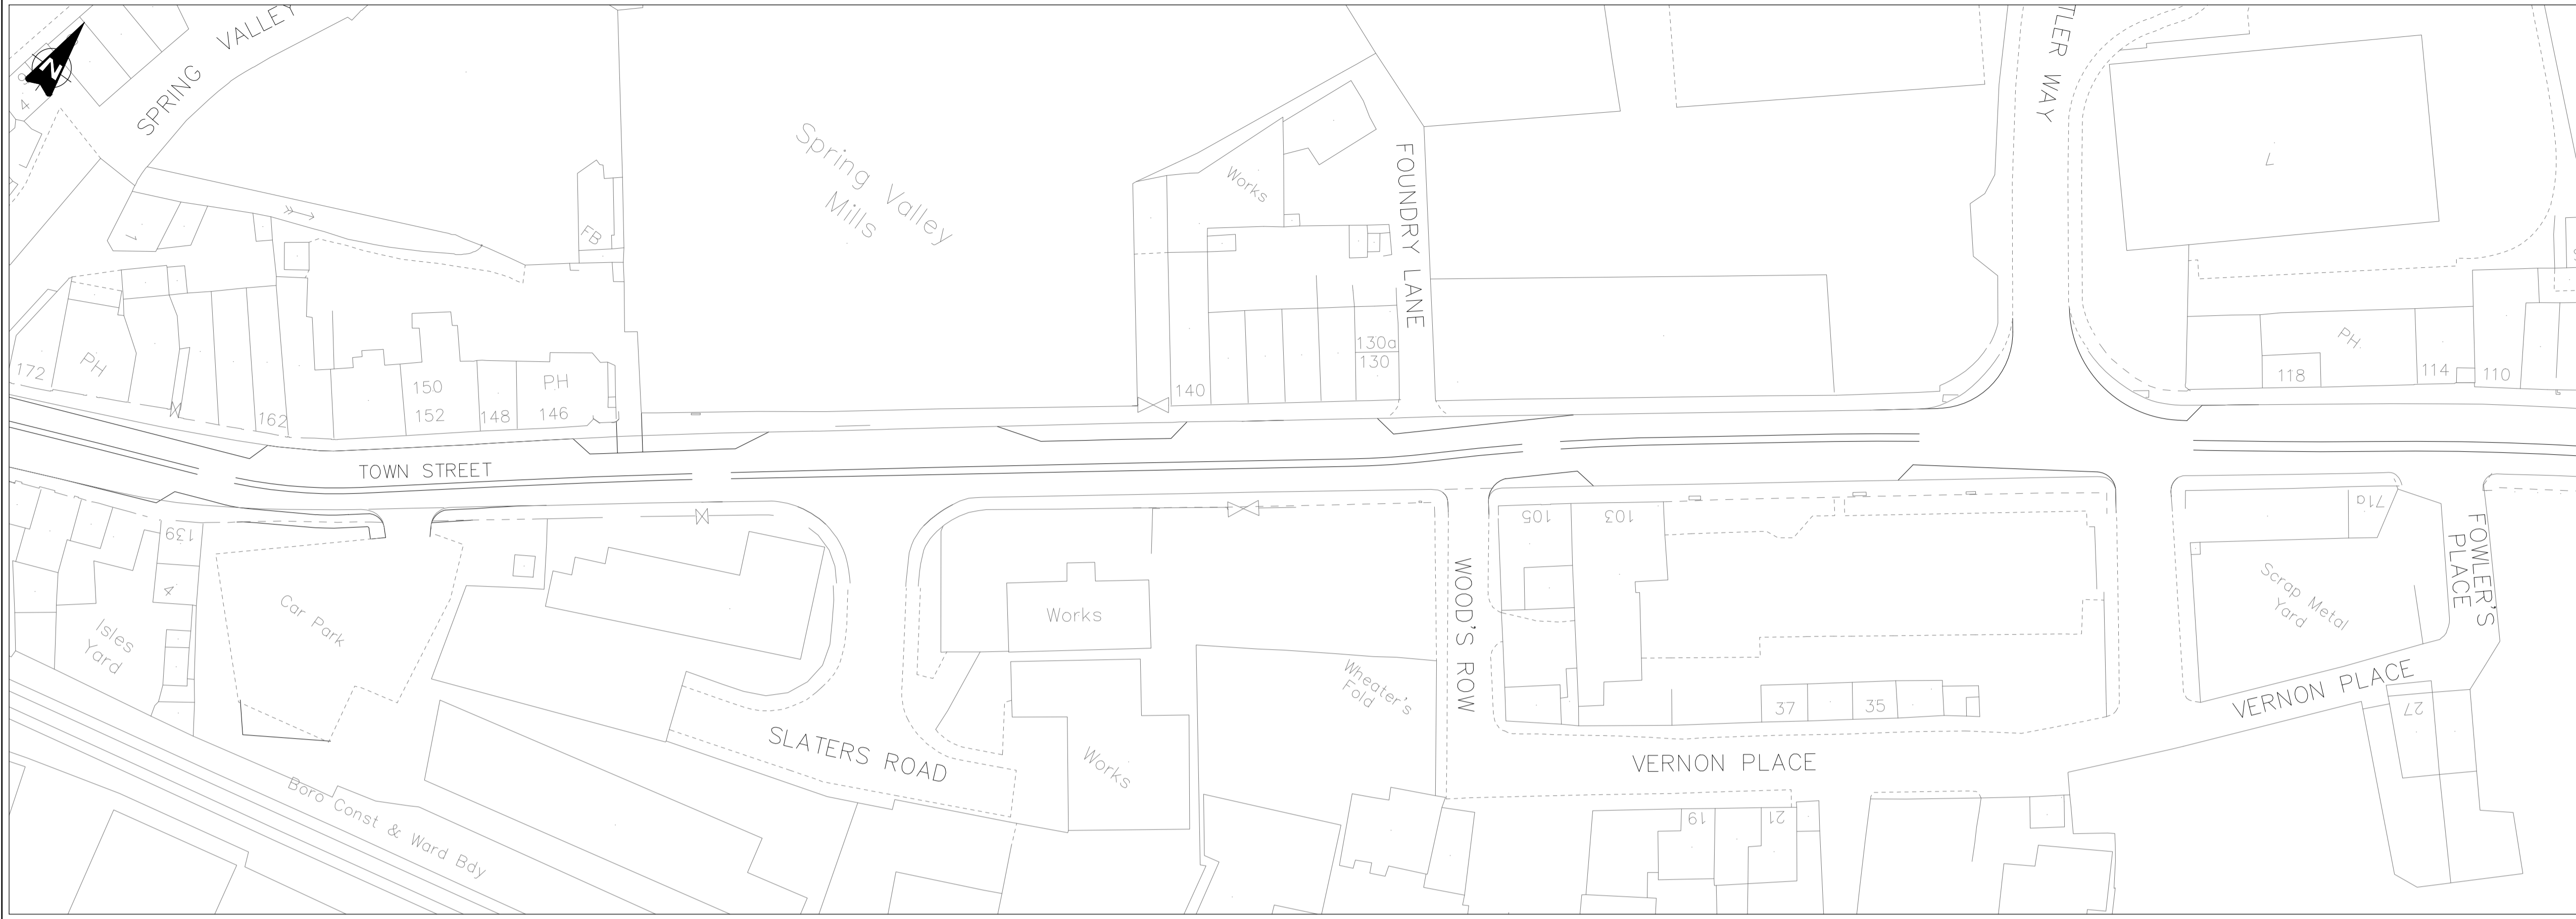 N
SPRING VALLEY
4
1
FB
Spring Valley
Mills
Works
FOUNDRY LANE
TLER WAY
7
172
PH
162
150
152
148
PH
146
140
130a
130
118
PH
114
110
TOWN STREET
139
4
Isles
Yard
Car Park
Works
Works
Wheater's
Fold
WOOD'S ROW
105
103
71a
FOWLER'S
PLACE
Scrap Metal
Yard
37
35
SLATERS ROAD
VERNON PLACE
VERNON PLACE
27
19
21
Boro Const & Ward Bdy